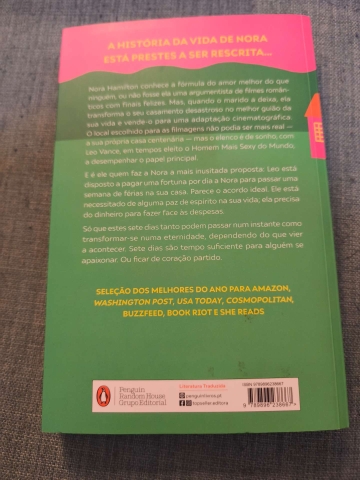 A HISTÓRIA DA VIDA DE NORA
ESTÁ PRESTES A SER RESCRITA...
Nora Hamilton conhece a fórmula do amor melhor do que
ninguém, ou não fosse ela uma argumentista de filmes român-
ticos com finais felizes. Mas, quando o marido a deixa, ela
transforma o seu casamento desastroso no melhor guião da
sua vida e vende-o para uma adaptação cinematográfica.
O local escolhido para as filmagens não podia ser mais real —
a sua própria casa centenária — mas o elenco é de sonho, com
Leo Vance, em tempos eleito o Homem Mais Sexy do Mundo,
a desempenhar o papel principal.
E é ele quem faz a Nora a mais inusitada proposta: Leo está
disposto a pagar uma fortuna por dia a Nora para passar uma
semana de férias na sua casa. Parece o acordo ideal. Ele está
necessitado de alguma paz de espírito na sua vida; ela precisa
do dinheiro para fazer face às despesas.
Só que estes sete dias tanto podem passar num instante como
transformar-se numa eternidade, dependendo do que vier
a acontecer. Sete dias são tempo suficiente para alguém se
apaixonar. Ou ficar de coração partido.
SELEÇÃO DOS MELHORES DO ANO PARA AMAZON,
WASHINGTON POST, USA TODAY, COSMOPOLITAN,
BUZZFEED, BOOK RIOT E SHE READS
Penguin
Random House
Grupo Editorial
Literatura Traduzida
penguinlivros.pt
topseller.editora